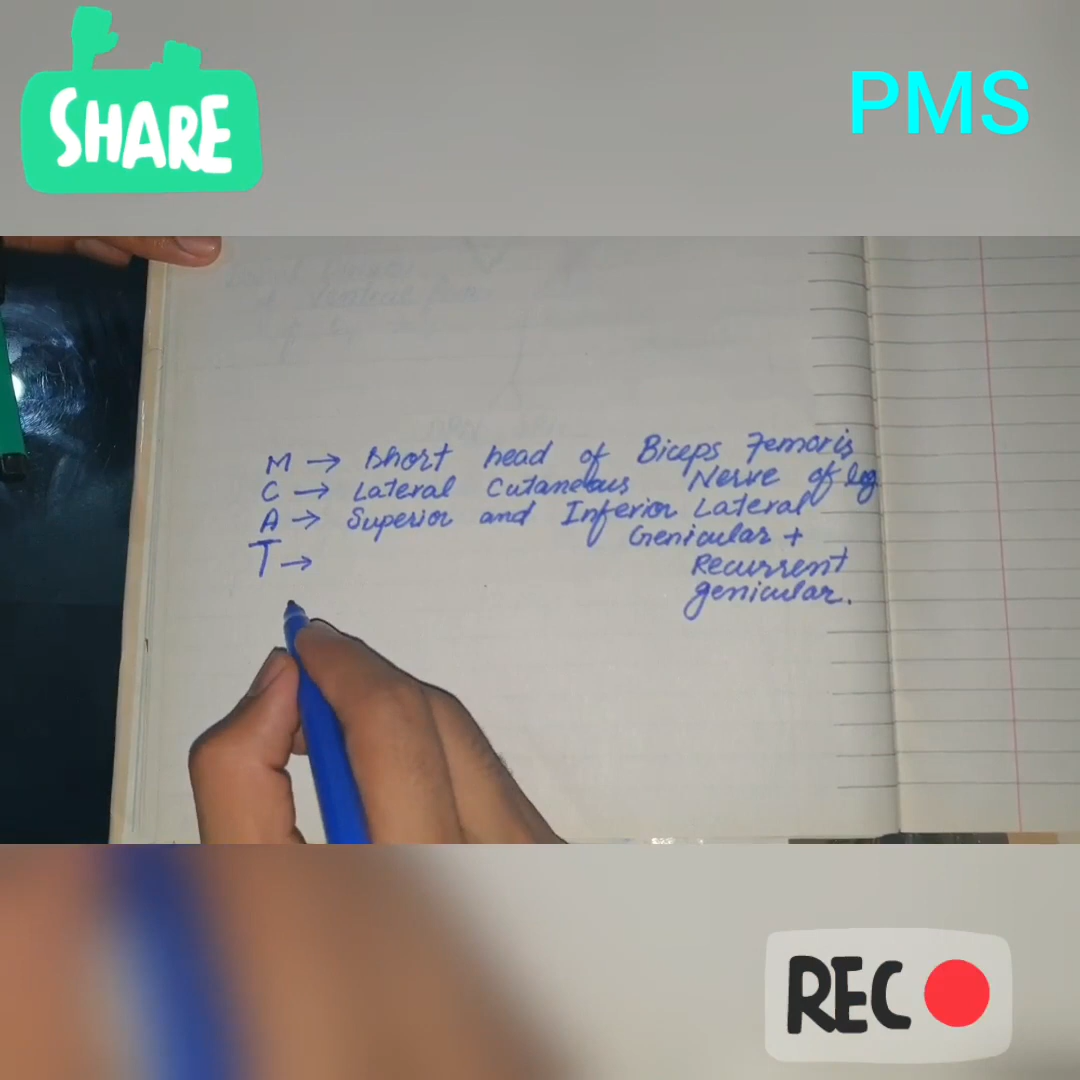 SHARE
PMS
M → Short head of Biceps Femoris
C → Lateral Cutaneous Nerve of leg
A → Superior and Inferior Lateral
Genicular +
T → Recurrent
genicular.
REC